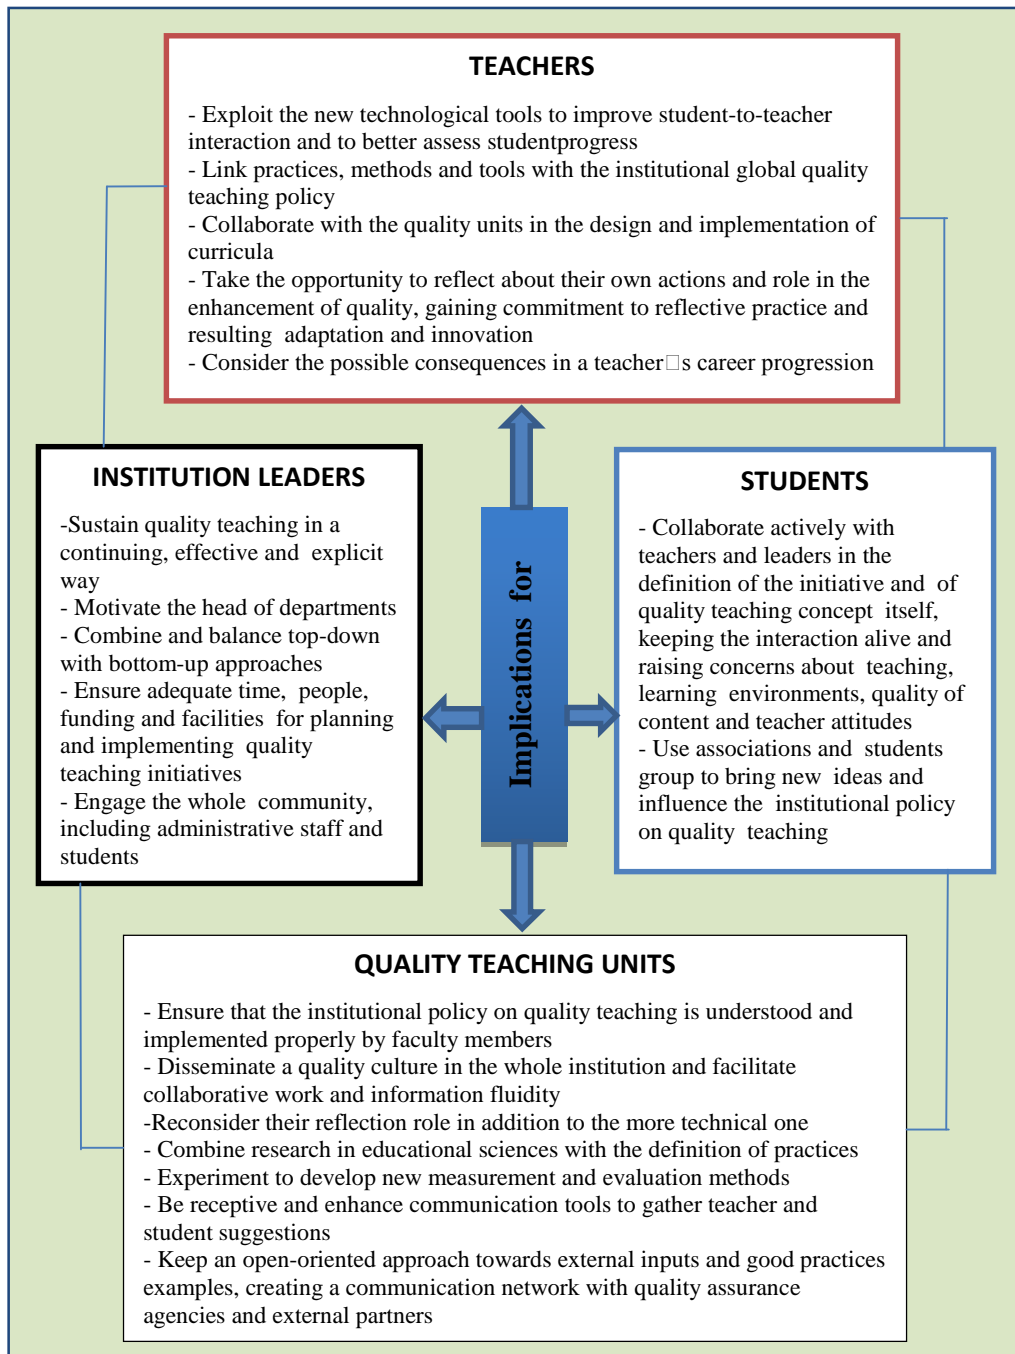 TEACHERS
- Exploit the new technological tools to improve student-to-teacher
interaction and to better assess studentprogress
- Link practices, methods and tools with the institutional global quality
teaching policy
- Collaborate with the quality units in the design and implementation of
curricula
- Take the opportunity to reflect about their own actions and role in the
enhancement of quality, gaining commitment to reflective practice and
resulting adaptation and innovation
- Consider the possible consequences in a teacher□s career progression
INSTITUTION LEADERS
-Sustain quality teaching in a
continuing, effective and explicit
way
- Motivate the head of departments
- Combine and balance top-down
with bottom-up approaches
- Ensure adequate time, people,
funding and facilities for planning
and implementing quality
teaching initiatives
- Engage the whole community,
including administrative staff and
students
Implications for
STUDENTS
- Collaborate actively with
teachers and leaders in the
definition of the initiative and of
quality teaching concept itself,
keeping the interaction alive and
raising concerns about teaching,
learning environments, quality of
content and teacher attitudes
- Use associations and students
group to bring new ideas and
influence the institutional policy
on quality teaching
QUALITY TEACHING UNITS
- Ensure that the institutional policy on quality teaching is understood and
implemented properly by faculty members
- Disseminate a quality culture in the whole institution and facilitate
collaborative work and information fluidity
-Reconsider their reflection role in addition to the more technical one
- Combine research in educational sciences with the definition of practices
- Experiment to develop new measurement and evaluation methods
- Be receptive and enhance communication tools to gather teacher and
student suggestions
- Keep an open-oriented approach towards external inputs and good practices
examples, creating a communication network with quality assurance
agencies and external partners